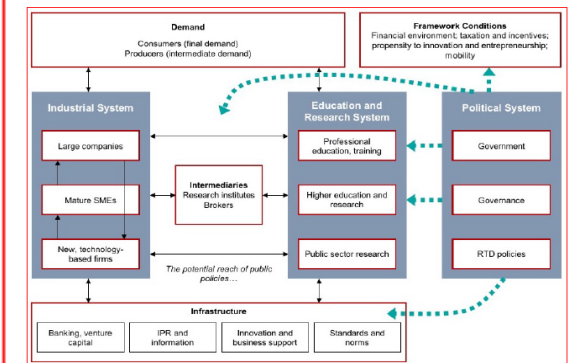 Demand
Consumers (final demand)
Producers (intermediate demand)
Framework Conditions
Financial environment; taxation and incentives;
propensity to innovation and entrepreneurship;
mobility
Industrial System
Large companies
Mature SMEs
New, technology-
based firms
Intermediaries
Research institutes
Brokers
The potential reach of public
policies…
Education and
Research System
Professional
education, training
Higher education and
research
Public sector research
Political System
Government
Governance
RTD policies
Infrastructure
Banking, venture
capital
IPR and
information
Innovation and
business support
Standards and
norms